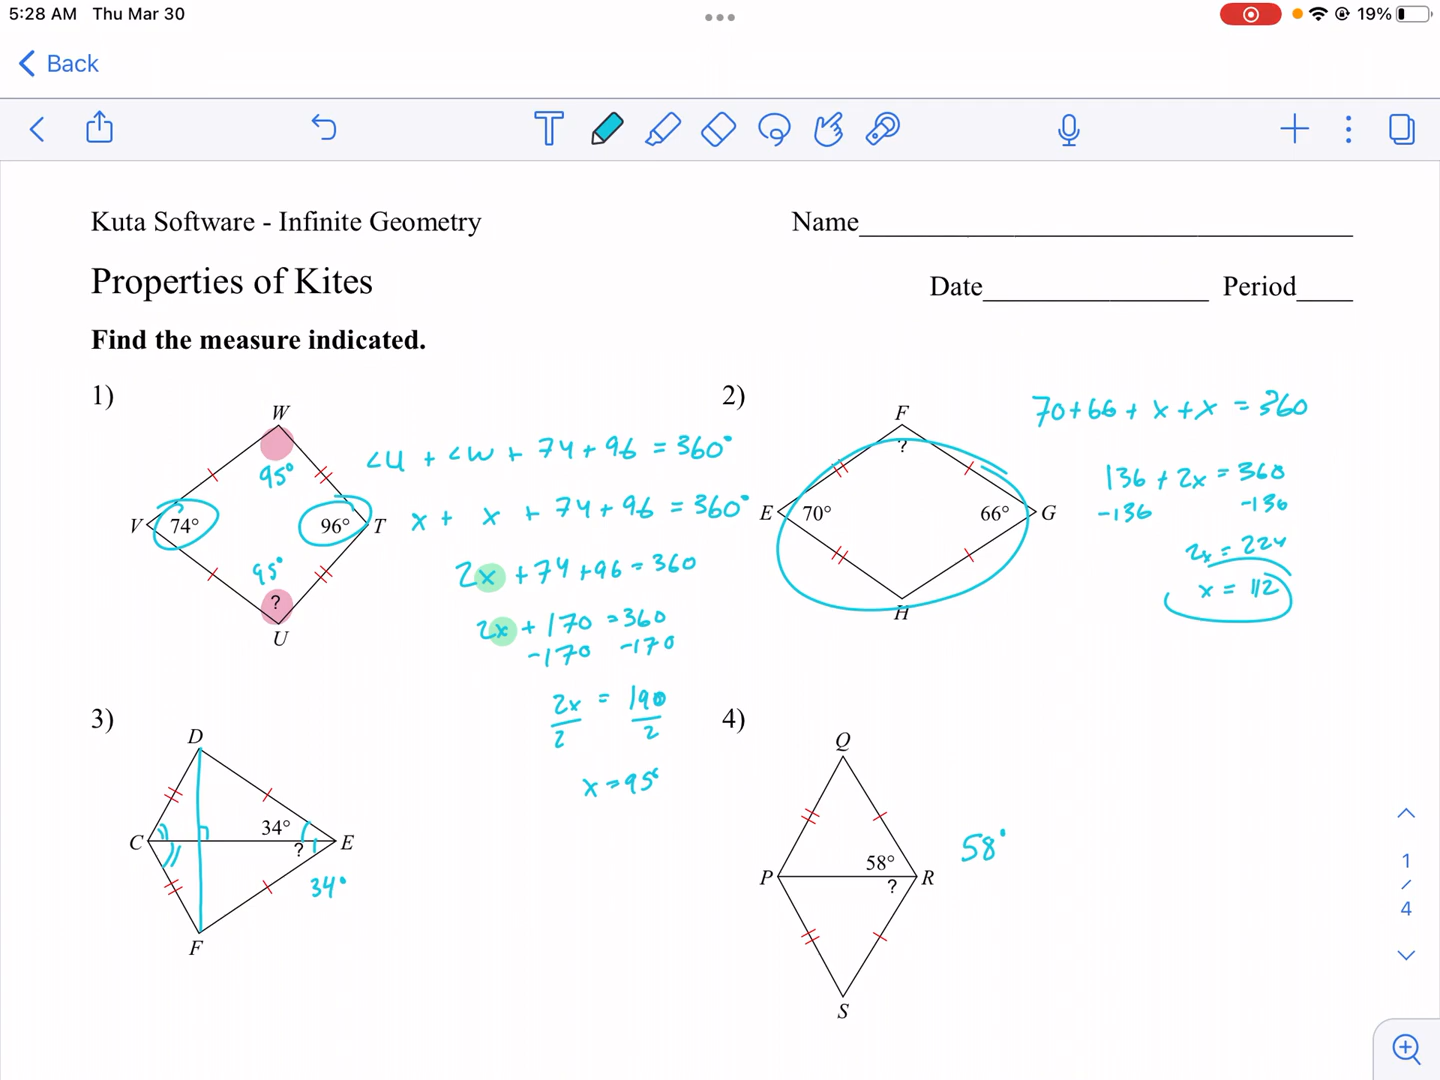 5:28 AM Thu Mar 30
19%
Back
T
Kuta Software - Infinite Geometry
Name
Properties of Kites
Date Period
Find the measure indicated.
1)
W
95°
V 74°
96° T
95°
?
U
<U + <W + 74 + 96 = 360°
x + x + 74 + 96 = 360°
2x + 74 + 96 = 360
2x + 170 = 360
-170 -170
2x = 190
2 2
x = 95°
2)
F
?
E 70°
66° G
H
70 + 66 + x + x = 360
136 + 2x = 360
-136 -136
2x = 224
x = 112
3)
D
34°
C
E
?
34°
F
4)
Q
58°
P
R
?
S
58°
1
/
4